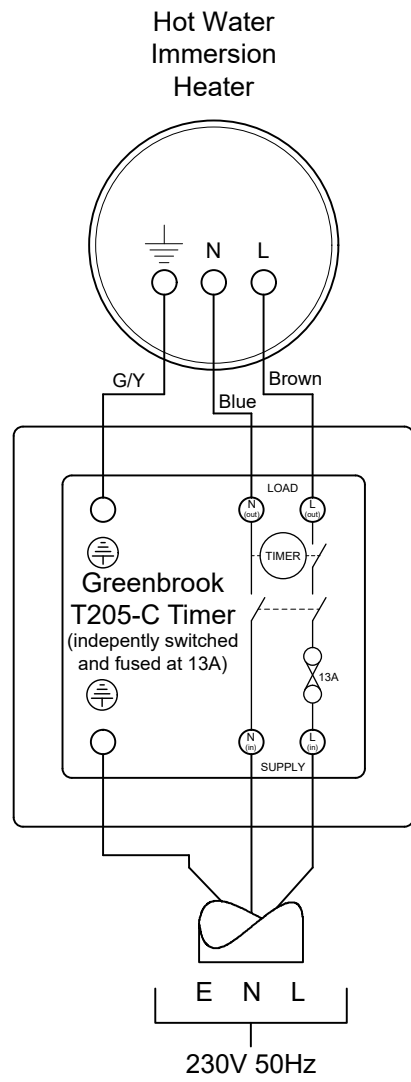 Hot Water
Immersion
Heater
N L
G/Y
Blue
Brown
LOAD
N
(out)
L
(out)
TIMER
Greenbrook
T205-C Timer
(indepently switched
and fused at 13A)
13A
N
(in)
L
(in)
SUPPLY
E N L
230V 50Hz